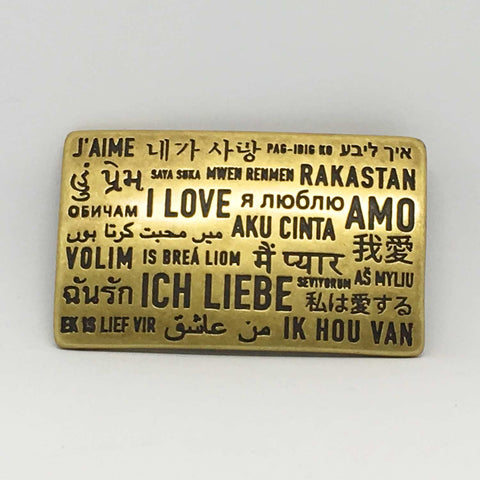 J'AIME 내가 사랑 PAG-IBIG KO איך ליבע
હું પ્રેમ SAYA SUKA MWEN RENMEN RAKASTAN
ОБИЧАМ I LOVE я люблю AMO
میں محبت کرتا ہوں AKU CINTA 我愛
VOLIM IS BREÁ LIOM मैं प्यार SEVIYORUM AŠ MYLIU
ฉันรัก ICH LIEBE 私は愛する
EK IS LIEF VIR من عاشق IK HOU VAN